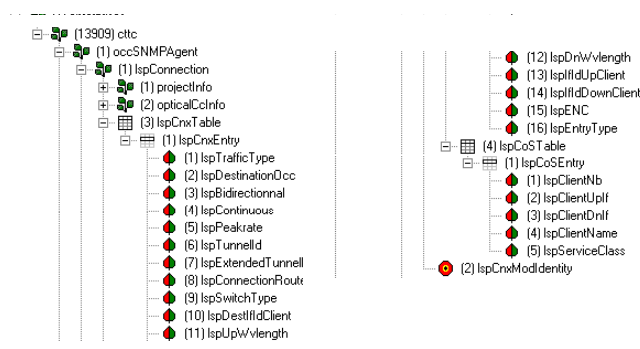 (13909) cttc
(1) occSNMPAgent
(1) lspConnection
(1) projectInfo
(2) opticalCcInfo
(3) lspCnxTable
(1) lspCnxEntry
(1) lspTrafficType
(2) lspDestinationOcc
(3) lspBidirectionnal
(4) lspContinuous
(5) lspPeakrate
(6) lspTunnelId
(7) lspExtendedTunnelI
(8) lspConnectionRoute
(9) lspSwitchType
(10) lspDestIfIdClient
(11) lspUpWvlength
(12) lspDnWvlength
(13) lspIfIdUpClient
(14) lspIfIdDownClient
(15) lspENC
(16) lspEntryType
(4) lspCoSTable
(1) lspCoSEntry
(1) lspClientNb
(2) lspClientUpIf
(3) lspClientDnIf
(4) lspClientName
(5) lspServiceClass
(2) lspCnxModIdentity